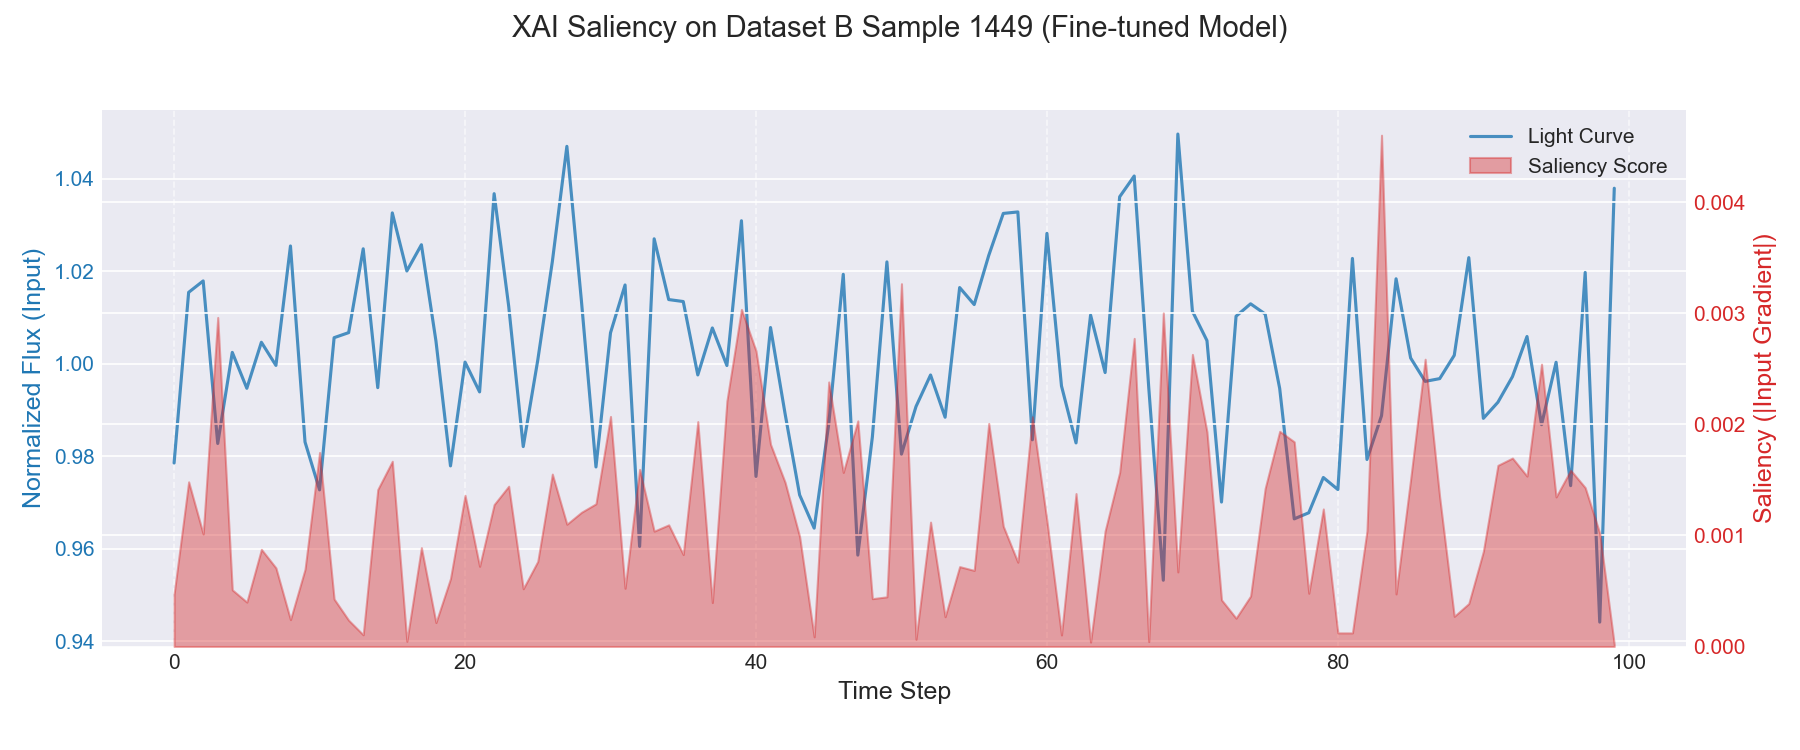 XAI Saliency on Dataset B Sample 1449 (Fine-tuned Model)
Light Curve
Saliency Score
Normalized Flux (Input)
1.04
1.02
1.00
0.98
0.96
0.94
0.004
0.003
0.002
0.001
0.000
Saliency (|Input Gradient|)
0
20
40
60
80
100
Time Step